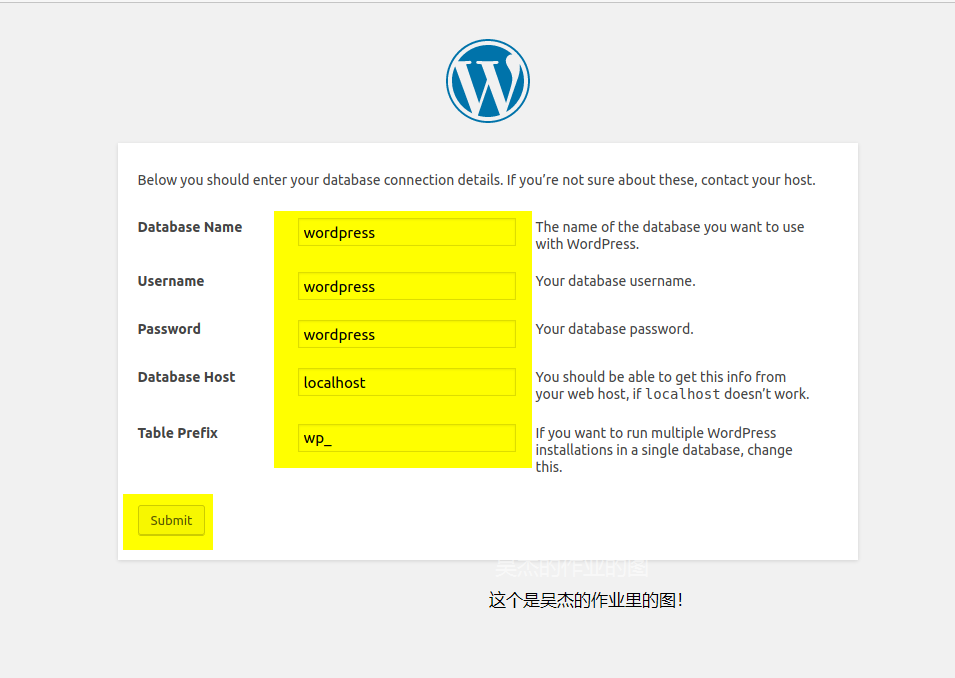 Below you should enter your database connection details. If you’re not sure about these, contact your host.
Database Name
wordpress
The name of the database you want to use
with WordPress.
Username
wordpress
Your database username.
Password
wordpress
Your database password.
Database Host
localhost
You should be able to get this info from
your web host, if localhost doesn’t work.
Table Prefix
wp_
If you want to run multiple WordPress
installations in a single database, change
this.
Submit
吴杰的作业的图
这个是吴杰的作业里的图！